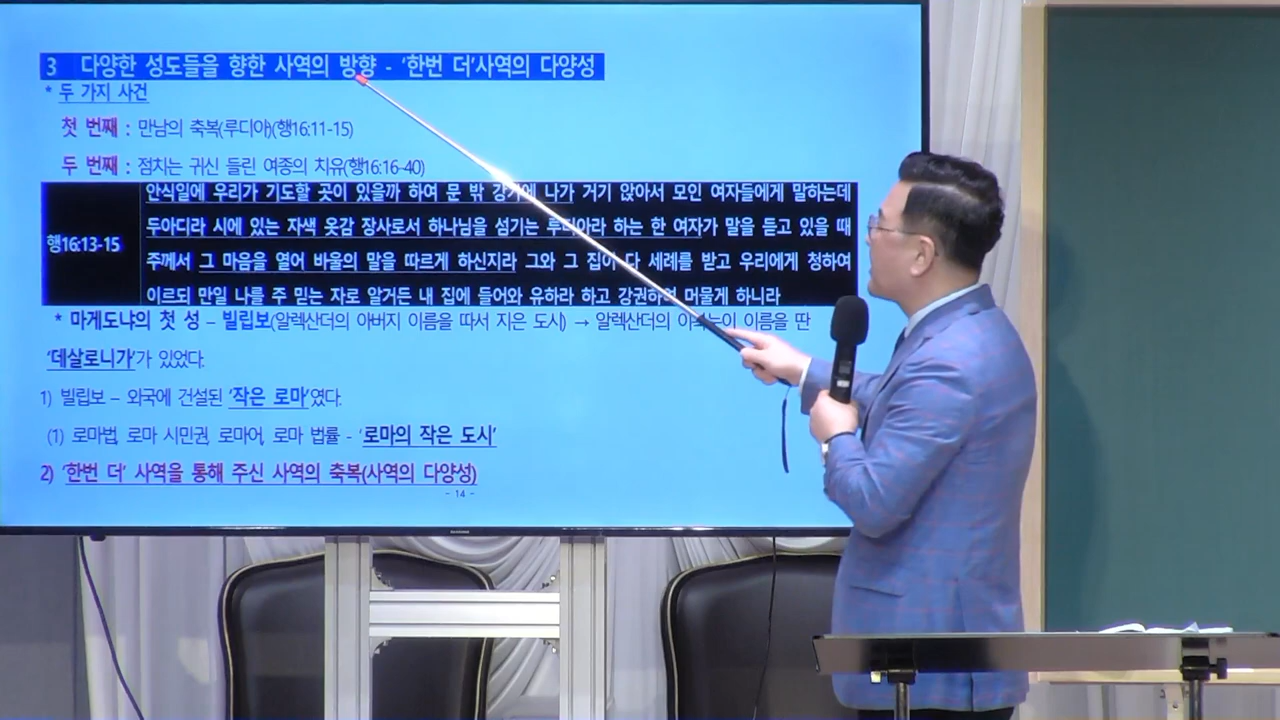 3 다양한 성도들을 향한 사역의 방향 - ‘한번 더’사역의 다양성
* 두 가지 사건
첫 번째 : 만남의 축복(루디아)(행16:11-15)
두 번째 : 점치는 귀신 들린 여종의 치유(행16:16-40)
안식일에 우리가 기도할 곳이 있을까 하여 문 밖 강가에 나가 거기 앉아서 모인 여자들에게 말하는데
두아디라 시에 있는 자색 옷감 장사로서 하나님을 섬기는 루디아라 하는 한 여자가 말을 듣고 있을 때
행16:13-15
주께서 그 마음을 열어 바울의 말을 따르게 하신지라 그와 그 집이 다 세례를 받고 우리에게 청하여
이르되 만일 나를 주 믿는 자로 알거든 내 집에 들어와 유하라 하고 강권하여 머물게 하니라
* 마게도냐의 첫 성 – 빌립보(알렉산더의 아버지 이름을 따서 지은 도시) → 알렉산더의 이름을 딴
‘데살로니가’가 있었다.
1) 빌립보 – 외국에 건설된 ‘작은 로마’였다.
(1) 로마법, 로마 시민권, 로마어, 로마 법률 - ‘로마의 작은 도시’
2) ‘한번 더’ 사역을 통해 주신 사역의 축복(사역의 다양성)
- 14 -